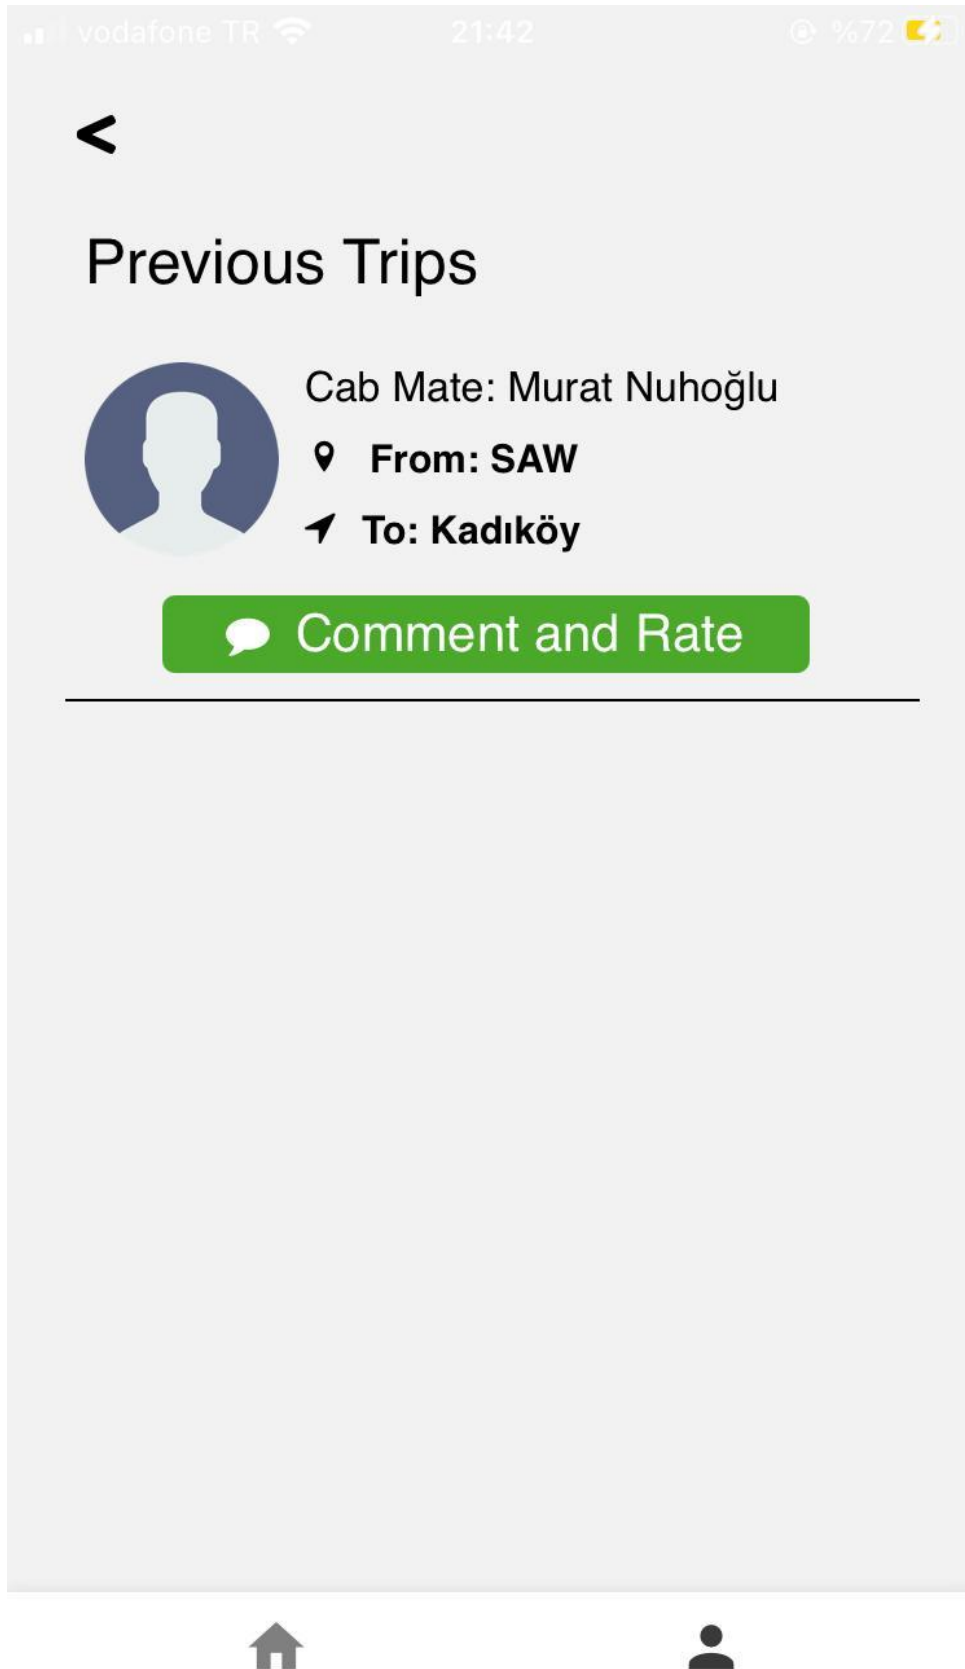 vodafone TR 21:42 %72
<
Previous Trips
Cab Mate: Murat Nuhoğlu
From: SAW
To: Kadıköy
Comment and Rate